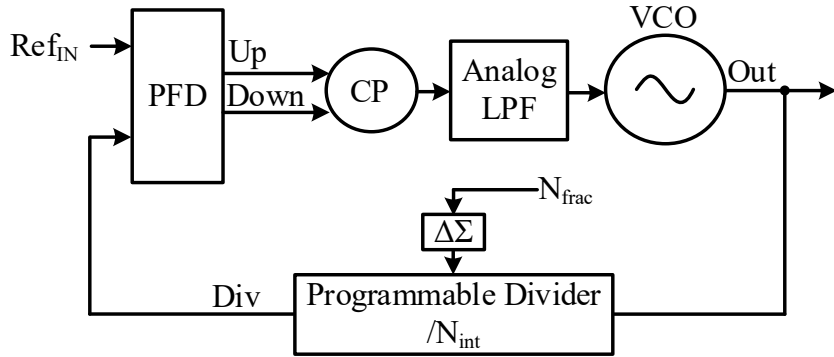 VCO
Ref_IN
Up
PFD
Down
CP
Analog
LPF
Out
N_frac
ΔΣ
Div
Programmable Divider
/N_int